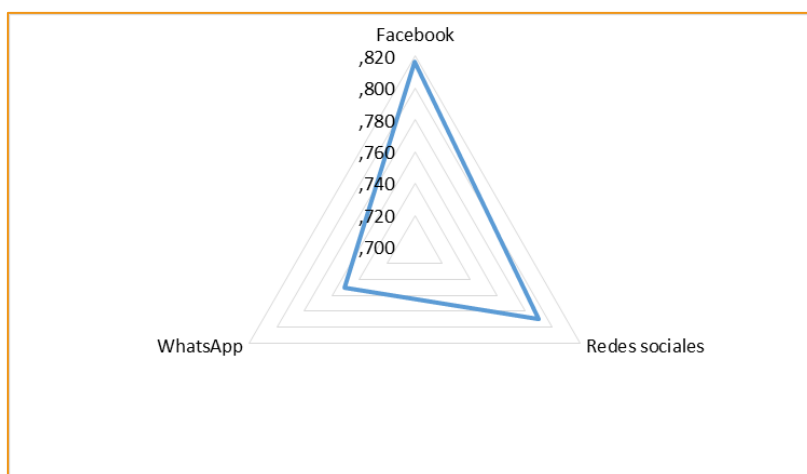 Facebook
,820
,800
,780
,760
,740
,720
,700
WhatsApp
Redes sociales